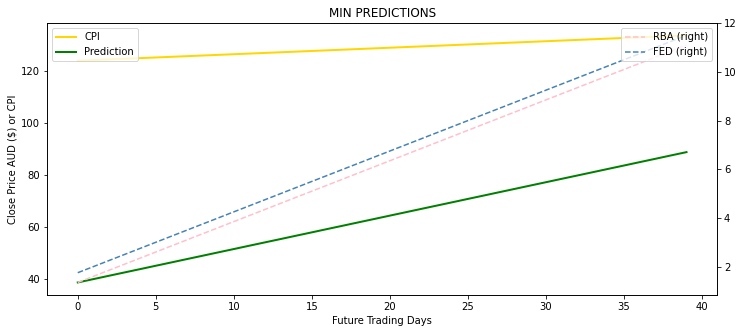 MIN PREDICTIONS
CPI
Prediction
RBA (right)
FED (right)
120
100
80
60
40
12
10
8
6
4
2
Close Price AUD ($) or CPI
0
5
10
15
20
25
30
35
40
Future Trading Days